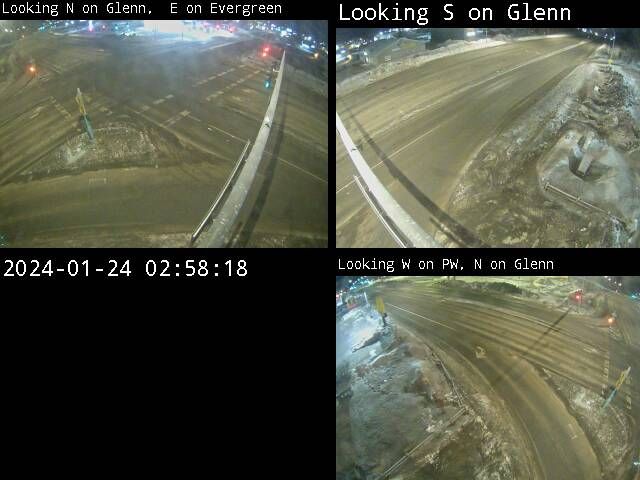 Looking N on Glenn, E on Evergreen
Looking S on Glenn
2024-01-24 02:58:18
Looking W on PW, N on Glenn